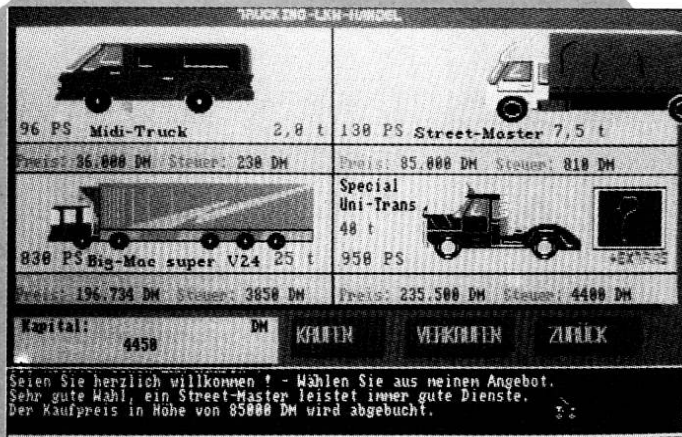 TRUCKING-LKW-HANDEL
96 PS Midi-Truck 2,0 t
130 PS Street-Master 7,5 t
Preis: 36.000 DM Steuer: 230 DM
Preis: 85.000 DM Steuer: 810 DM
830 PS Big-Mac super V24 25 t
Special
Uni-Trans
40 t
950 PS
+EXTRAS
Preis: 196.734 DM Steuer: 3850 DM
Preis: 235.500 DM Steuer: 4400 DM
Kapital: DM
4450
KAUFEN VERKAUFEN ZURÜCK
Seien Sie herzlich willkommen ! - Wählen Sie aus meinem Angebot.
Sehr gute Wahl, ein Street-Master leistet immer gute Dienste.
Der Kaufpreis in Höhe von 85000 DM wird abgebucht.